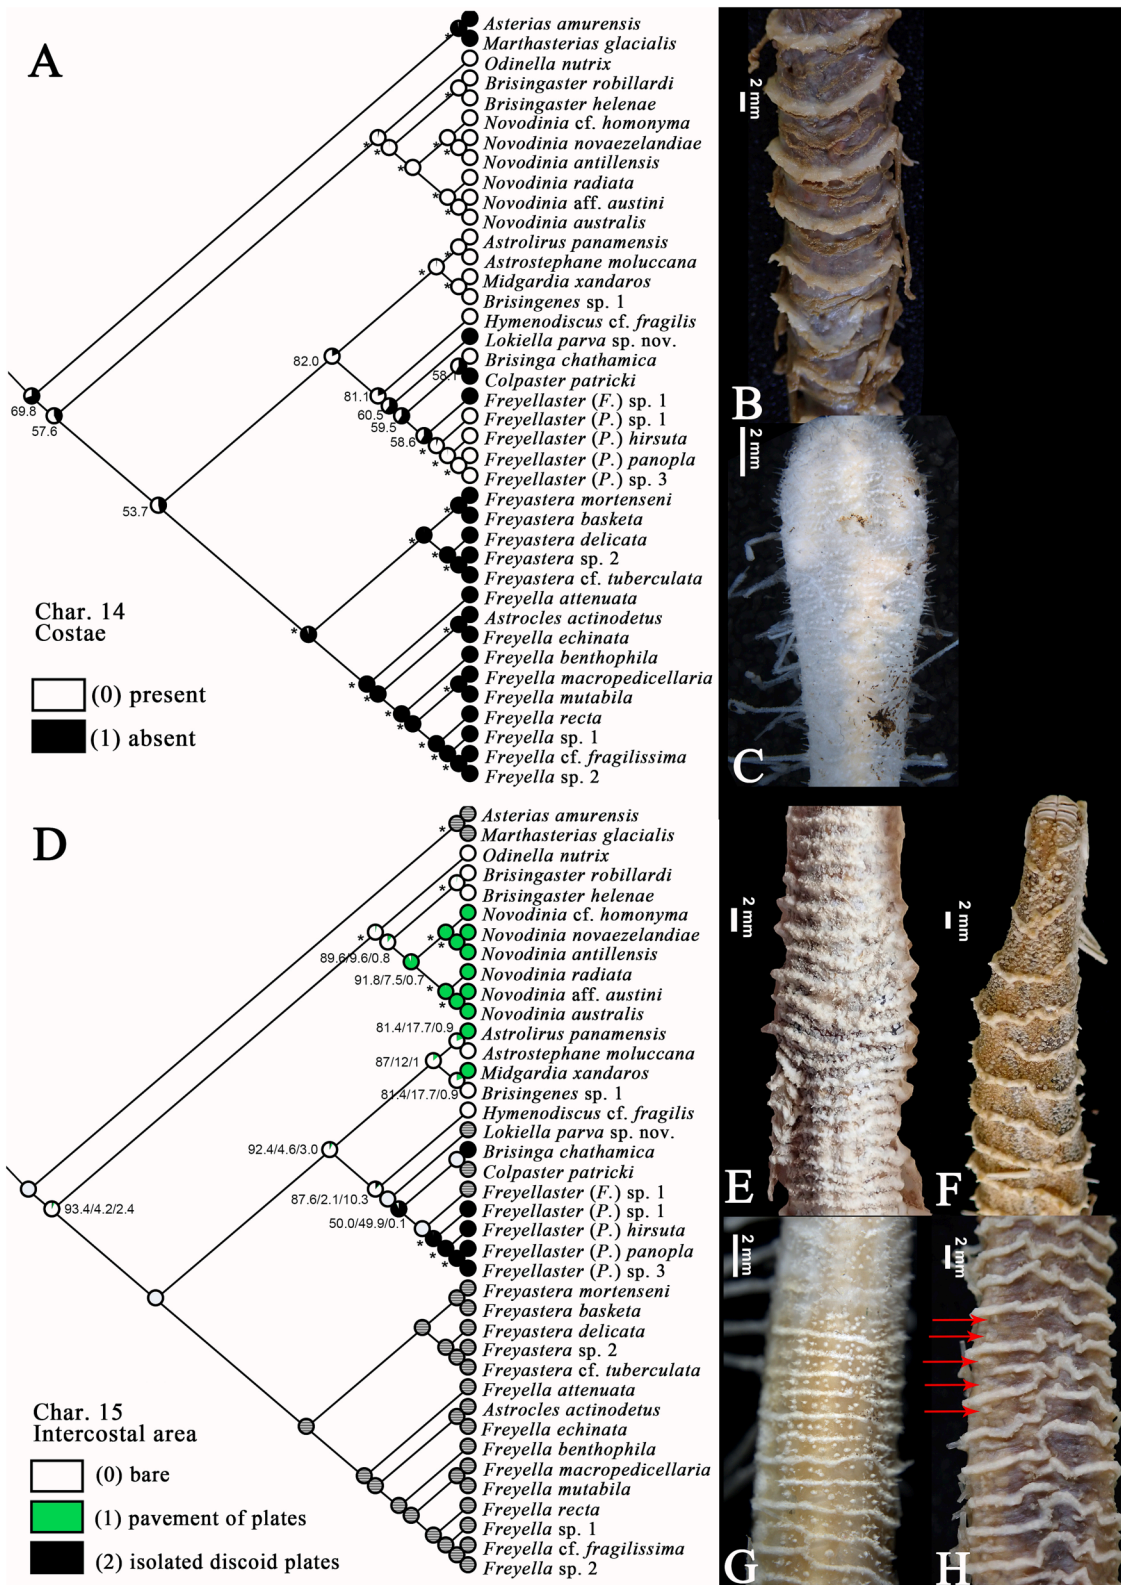 A
Asterias amurensis
Marthasterias glacialis
Odinella nutrix
Brisingaster robillardi
Brisingaster helenae
Novodinia cf. homonyma
Novodinia novaezelandiae
Novodinia antillensis
Novodinia radiata
Novodinia aff. austini
Novodinia australis
Astrolirus panamensis
Astrostephane moluccana
Midgardia xandaros
Brisingenes sp. 1
Hymenodiscus cf. fragilis
Lokiella parva sp. nov.
Brisinga chathamica
Colpaster patricki
Freyellaster (F.) sp. 1
Freyellaster (P.) sp. 1
Freyellaster (P.) hirsuta
Freyellaster (P.) panopla
Freyellaster (P.) sp. 3
Freyastera mortenseni
Freyastera basketa
Freyastera delicata
Freyastera sp. 2
Freyastera cf. tuberculata
Freyella attenuata
Astrocles actinodetus
Freyella echinata
Freyella benthophila
Freyella macropedicellaria
Freyella mutabila
Freyella recta
Freyella sp. 1
Freyella cf. fragilissima
Freyella sp. 2
82.0
58.1
81.1
60.5
59.5
58.6
69.8
57.6
53.7
Char. 14
Costae
(0) present
(1) absent
2 mm
B
2 mm
C
D
Asterias amurensis
Marthasterias glacialis
Odinella nutrix
Brisingaster robillardi
Brisingaster helenae
Novodinia cf. homonyma
Novodinia novaezelandiae
Novodinia antillensis
Novodinia radiata
Novodinia aff. austini
Novodinia australis
Astrolirus panamensis
Astrostephane moluccana
Midgardia xandaros
Brisingenes sp. 1
Hymenodiscus cf. fragilis
Lokiella parva sp. nov.
Brisinga chathamica
Colpaster patricki
Freyellaster (F.) sp. 1
Freyellaster (P.) sp. 1
Freyellaster (P.) hirsuta
Freyellaster (P.) panopla
Freyellaster (P.) sp. 3
Freyastera mortenseni
Freyastera basketa
Freyastera delicata
Freyastera sp. 2
Freyastera cf. tuberculata
Freyella attenuata
Astrocles actinodetus
Freyella echinata
Freyella benthophila
Freyella macropedicellaria
Freyella mutabila
Freyella recta
Freyella sp. 1
Freyella cf. fragilissima
Freyella sp. 2
89.6/9.6/0.8
91.8/7.5/0.7
81.4/17.7/0.9
87/12/1
81.4/17.7/0.9
92.4/4.6/3.0
87.6/2.1/10.3
93.4/4.2/2.4
50.0/49.9/0.1
Char. 15
Intercostal area
(0) bare
(1) pavement of plates
(2) isolated discoid plates
2 mm
E
2 mm
F
2 mm
G
2 mm
H